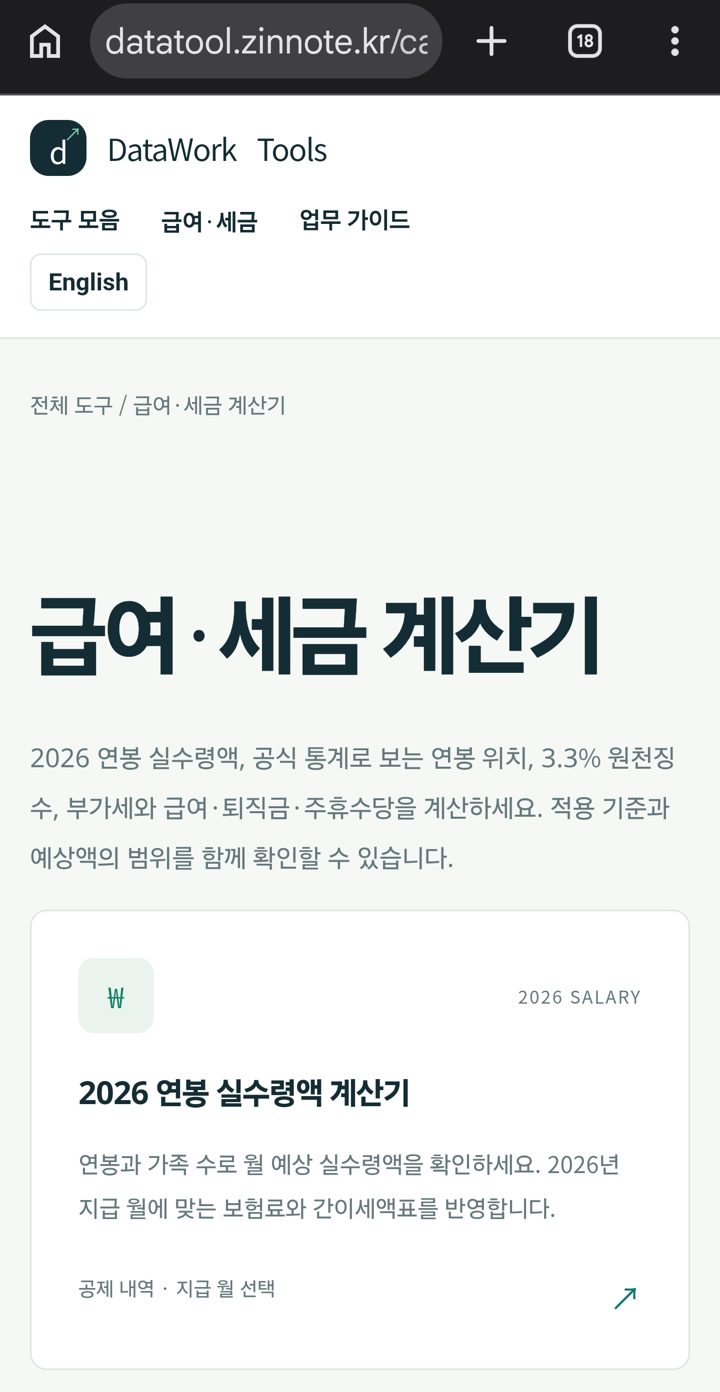 datatool.zinnote.kr/ca
18
d
DataWork Tools
도구 모음 급여·세금 업무 가이드
English
전체 도구 / 급여·세금 계산기
급여·세금 계산기
2026 연봉 실수령액, 공식 통계로 보는 연봉 위치, 3.3% 원천징
수, 부가세와 급여·퇴직금·주휴수당을 계산하세요. 적용 기준과
예상액의 범위를 함께 확인할 수 있습니다.
₩
2026 SALARY
2026 연봉 실수령액 계산기
연봉과 가족 수로 월 예상 실수령액을 확인하세요. 2026년
지급 월에 맞는 보험료와 간이세액표를 반영합니다.
공제 내역 · 지급 월 선택